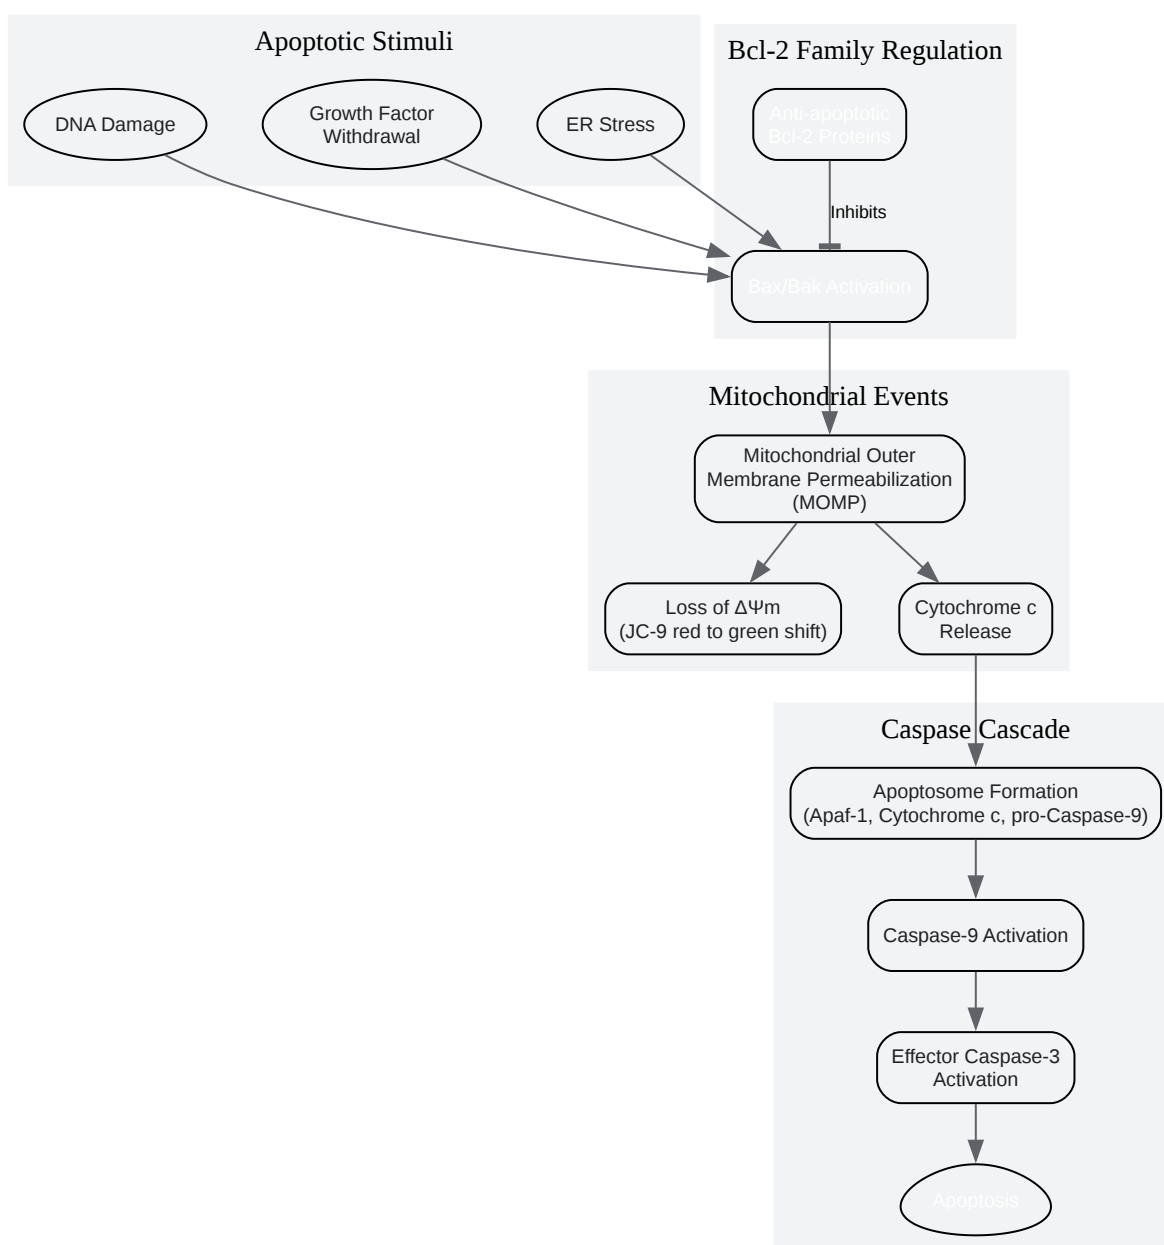 Apoptotic Stimuli
DNA Damage
Growth Factor
Withdrawal
ER Stress
Bcl-2 Family Regulation
Anti-apoptotic
Bcl-2 Proteins
Inhibits
Bax/Bak Activation
Mitochondrial Events
Mitochondrial Outer
Membrane Permeabilization
(MOMP)
Loss of ΔΨm
(JC-9 red to green shift)
Cytochrome c
Release
Caspase Cascade
Apoptosome Formation
(Apaf-1, Cytochrome c, pro-Caspase-9)
Caspase-9 Activation
Effector Caspase-3
Activation
Apoptosis